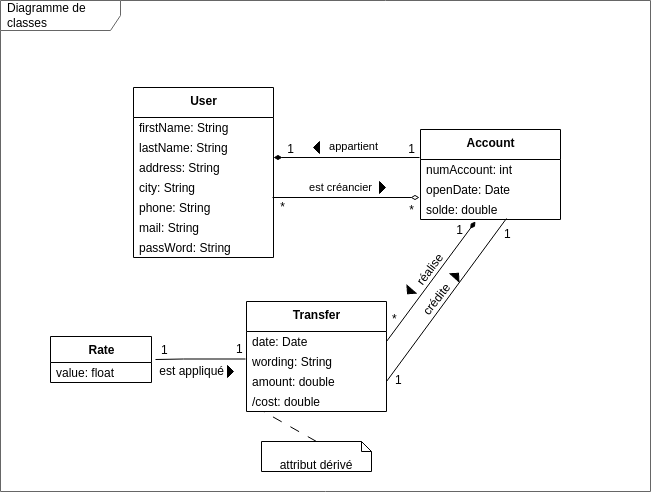 Diagramme de
classes
User
firstName: String
lastName: String
address: String
city: String
phone: String
mail: String
passWord: String
1
appartient
1
*
est créancier
*
Account
numAccount: int
openDate: Date
solde: double
1
réalise
*
1
crédite
1
Transfer
date: Date
wording: String
amount: double
/cost: double
Rate
value: float
1
1
est appliqué
attribut dérivé